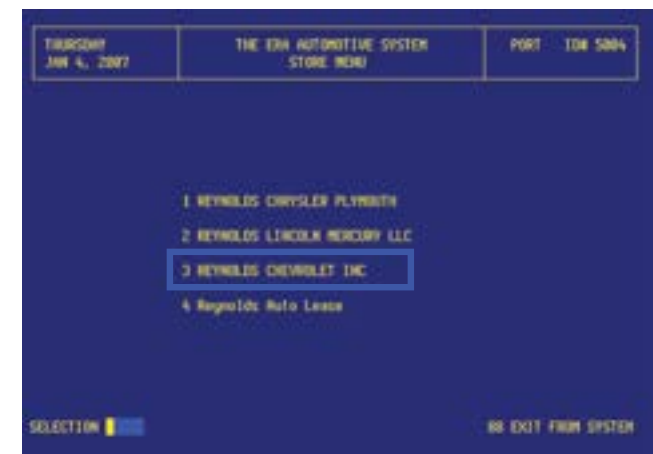 THURSDAY
JAN 4, 2007
THE ERA AUTOMOTIVE SYSTEM
STORE MENU
PORT ID# 5004
1 REYNOLDS CHRYSLER PLYMOUTH
2 REYNOLDS LINCOLN MERCURY LLC
3 REYNOLDS CHEVROLET INC
4 Reynolds Auto Lease
SELECTION
88 EXIT FROM SYSTEM